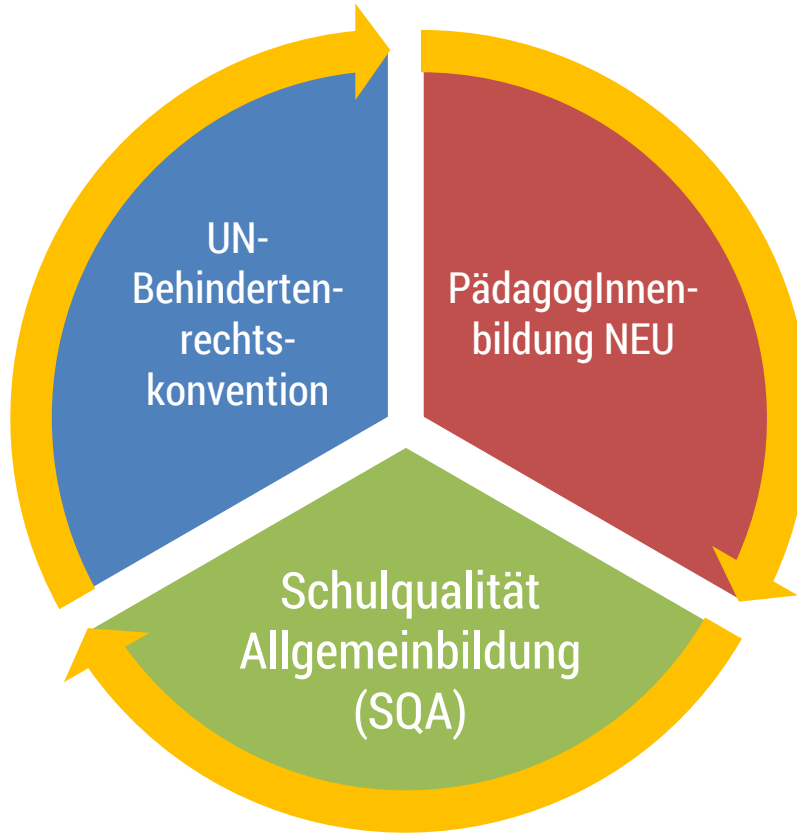 UN-
Behinderten-
rechts-
konvention
PädagogInnen-
bildung NEU
Schulqualität
Allgemeinbildung
(SQA)